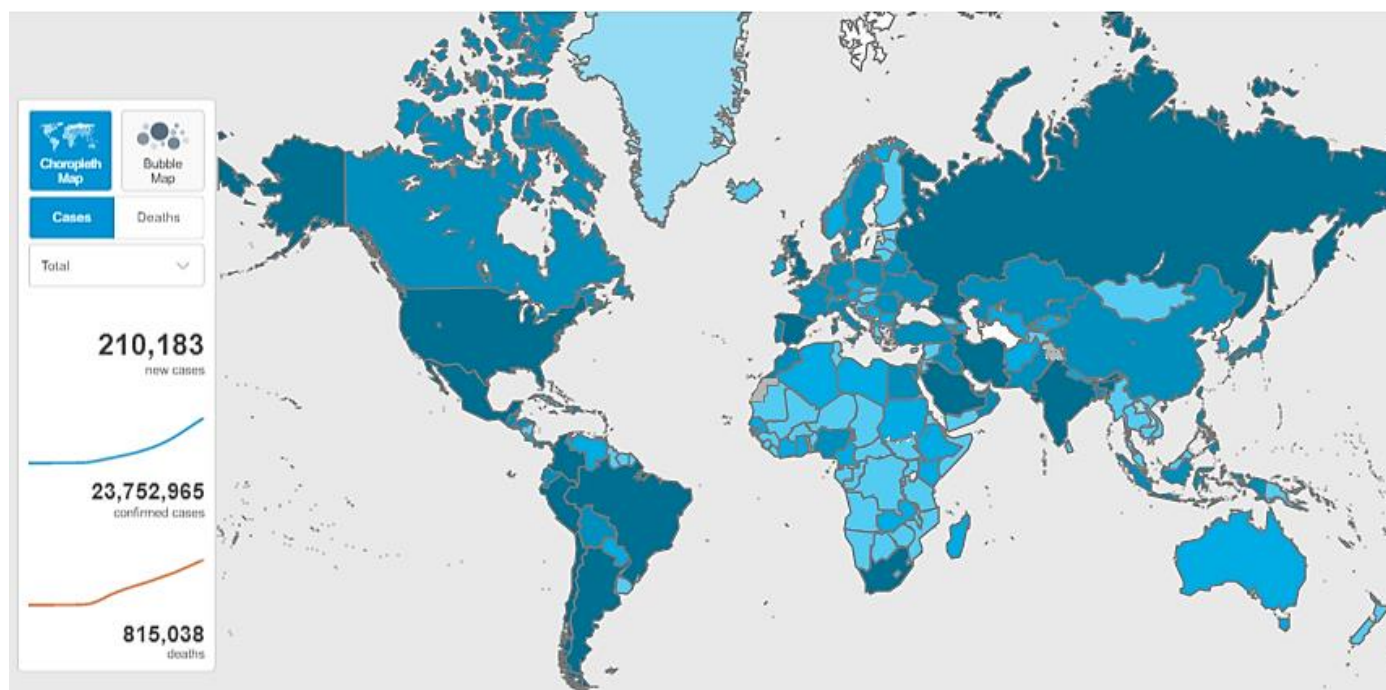 Choropleth
Map
Bubble
Map
Cases
Deaths
Total
210,183
new cases
23,752,965
confirmed cases
815,038
deaths